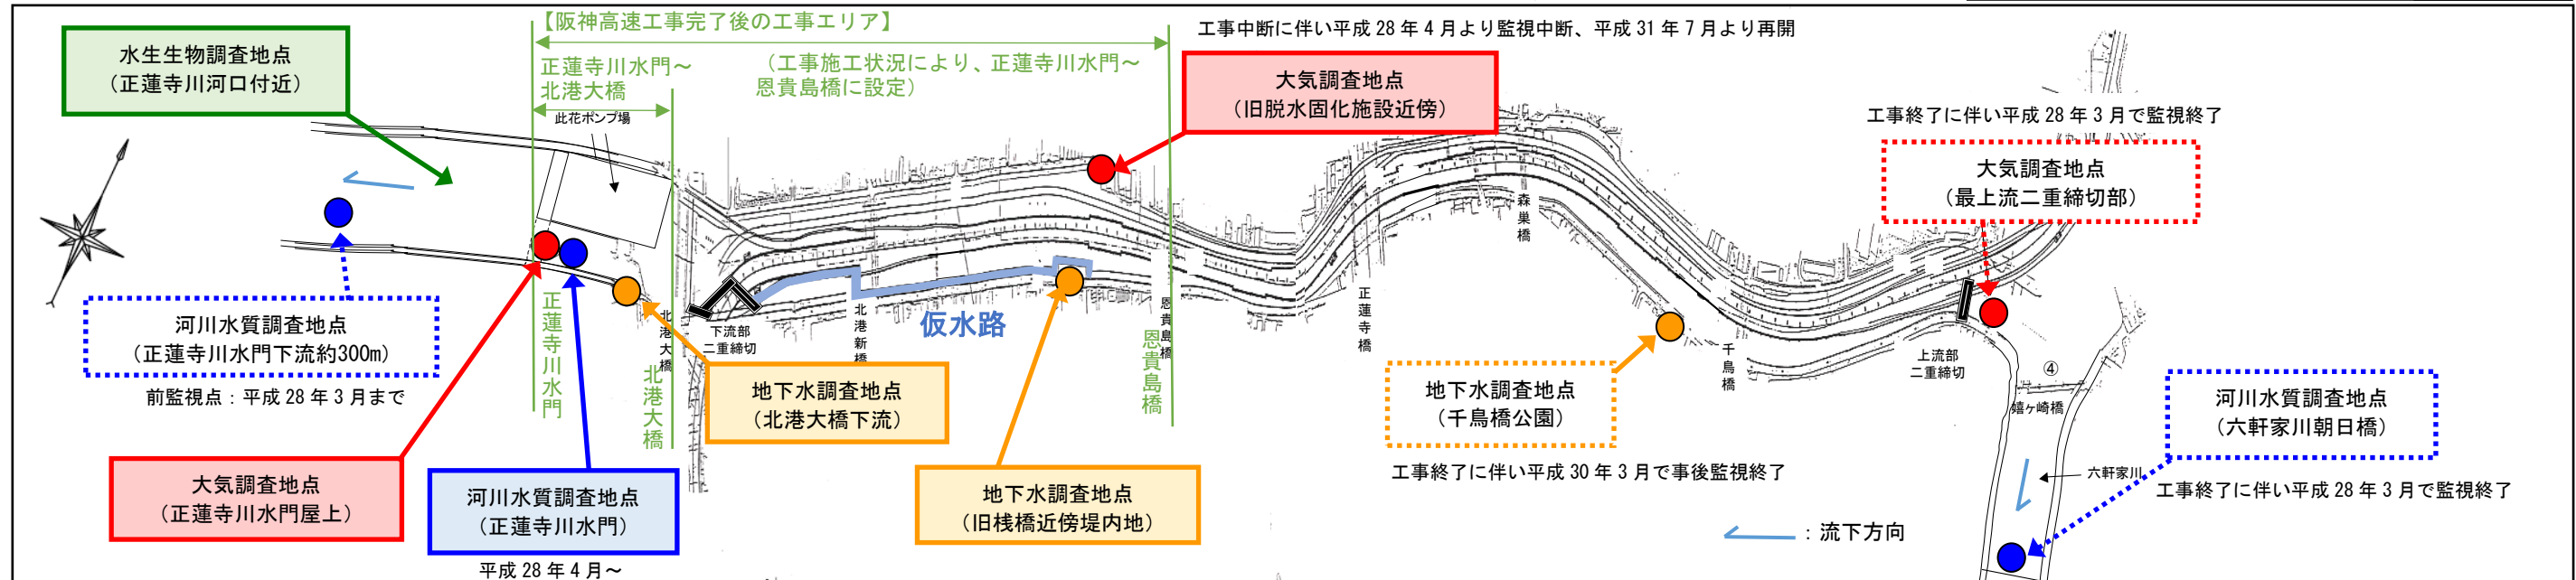 【阪神高速工事完了後の工事エリア】
工事中断に伴い平成 28 年 4 月より監視中断、平成 31 年 7 月より再開
水生生物調査地点
（正蓮寺川河口付近）
正蓮寺川水門～
北港大橋
（工事施工状況により、正蓮寺川水門～
恩貴島橋に設定）
此花ポンプ場
大気調査地点
（旧脱水固化施設近傍）
工事終了に伴い平成 28 年 3 月で監視終了
大気調査地点
（最上流二重締切部）
森巣橋
正蓮寺橋
千鳥橋
河川水質調査地点
（正蓮寺川水門下流約300m）
前監視点：平成 28 年 3 月まで
正蓮寺川水門
北港大橋
北港大橋
下流部
二重締切
北港新橋
仮水路
恩貴島橋
恩貴島橋
上流部
二重締切
④
嬉ヶ崎橋
地下水調査地点
（北港大橋下流）
地下水調査地点
（千鳥橋公園）
工事終了に伴い平成 30 年 3 月で事後監視終了
河川水質調査地点
（六軒家川朝日橋）
六軒家川
工事終了に伴い平成 28 年 3 月で監視終了
大気調査地点
（正蓮寺川水門屋上）
河川水質調査地点
（正蓮寺川水門）
平成 28 年 4 月～
地下水調査地点
（旧桟橋近傍堤内地）
：流下方向